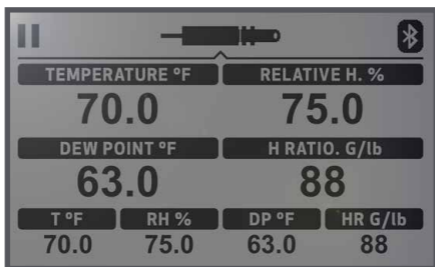 TEMPERATURE °F RELATIVE H. %
70.0 75.0
DEW POINT °F H RATIO. G/lb
63.0 88
T °F RH % DP °F HR G/lb
70.0 75.0 63.0 88